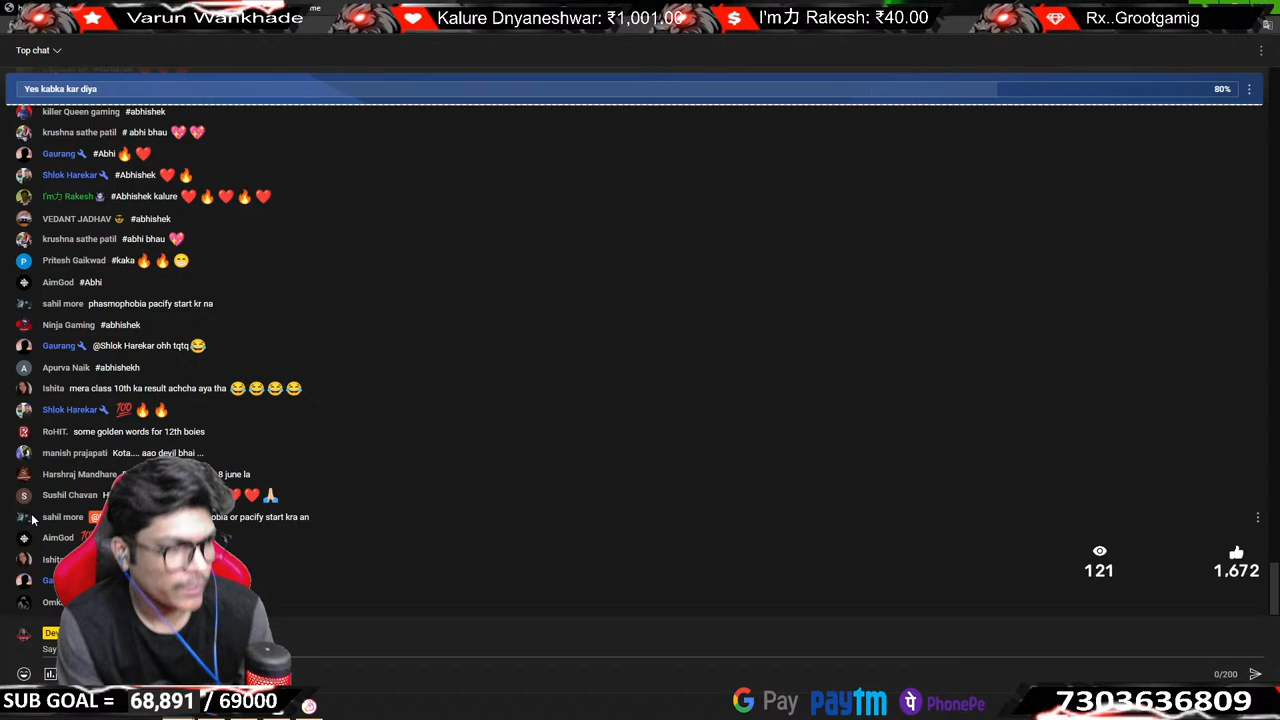 me
Varun Wankhade
Kalure Dnyaneshwar: ₹1,001.00
I'm力 Rakesh: ₹40.00
Rx..Grootgamig
Top chat
Yes kabka kar diya 80%
killer Queen gaming #abhishek
krushna sathe patil # abhi bhau 💖 💖
Gaurang #Abhi 🔥 ❤️
Shlok Harekar #Abhishek ❤️ 🔥
I'm力 Rakesh #Abhishek kalure ❤️ 🔥 ❤️ 🔥 ❤️
VEDANT JADHAV 😎 #abhishek
krushna sathe patil #abhi bhau 💖
Pritesh Gaikwad #kaka 🔥 🔥 😁
AimGod #Abhi
sahil more phasmophobia pacify start kr na
Ninja Gaming #abhishek
Gaurang @Shlok Harekar ohh tqtq 😂
Apurva Naik #abhishekh
Ishita mera class 10th ka result achcha aya tha 😂 😂 😂 😂
Shlok Harekar 💯 🔥 🔥
RoHIT. some golden words for 12th boies
manish prajapati Kota.... aao devil bhai ...
Harshraj Mandhare 8 june la
Sushil Chavan ❤️ ❤️ 🙏
sahil more or pacify start kra an
AimGod
Ishita
121
1,672
0/200
SUB GOAL = 68,891 / 69000
G Pay
paytm
PhonePe
7303636809